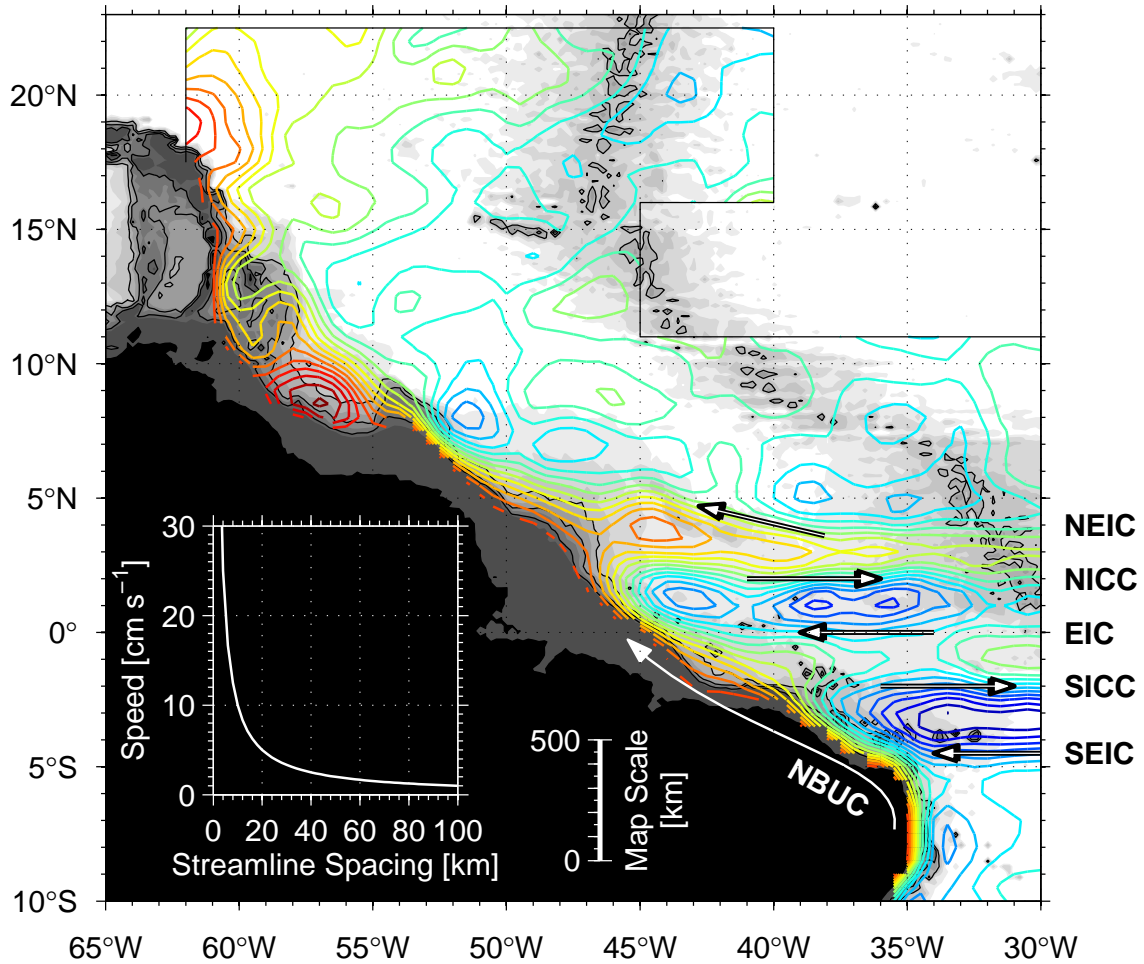 20°N
15°N
10°N
5°N
0°
5°S
10°S
65°W 60°W 55°W 50°W 45°W 40°W 35°W 30°W
NEIC
NICC
EIC
SICC
SEIC
NBUC
Speed [cm s⁻¹]
30
20
10
0
0 20 40 60 80 100
Streamline Spacing [km]
500
0
Map Scale
[km]